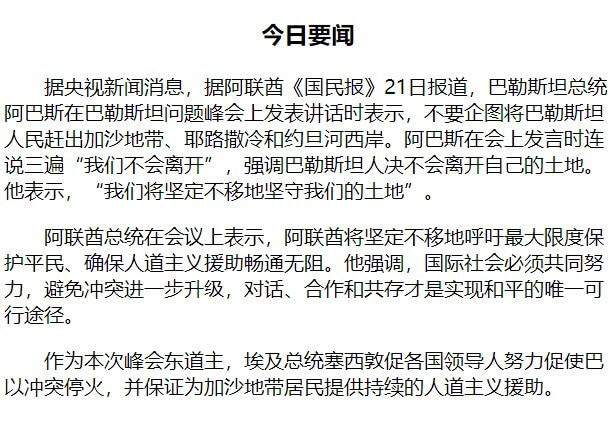 今日要闻
据央视新闻消息，据阿联酋《国民报》21日报道，巴勒斯坦总统
阿巴斯在巴勒斯坦问题峰会上发表讲话时表示，不要企图将巴勒斯坦
人民赶出加沙地带、耶路撒冷和约旦河西岸。阿巴斯在会上发言时连
说三遍“我们不会离开”，强调巴勒斯坦人决不会离开自己的土地。
他表示，“我们将坚定不移地坚守我们的土地”。
阿联酋总统在会议上表示，阿联酋将坚定不移地呼吁最大限度保
护平民、确保人道主义援助畅通无阻。他强调，国际社会必须共同努
力，避免冲突进一步升级，对话、合作和共存才是实现和平的唯一可
行途径。
作为本次峰会东道主，埃及总统塞西敦促各国领导人努力促使巴
以冲突停火，并保证为加沙地带居民提供持续的人道主义援助。